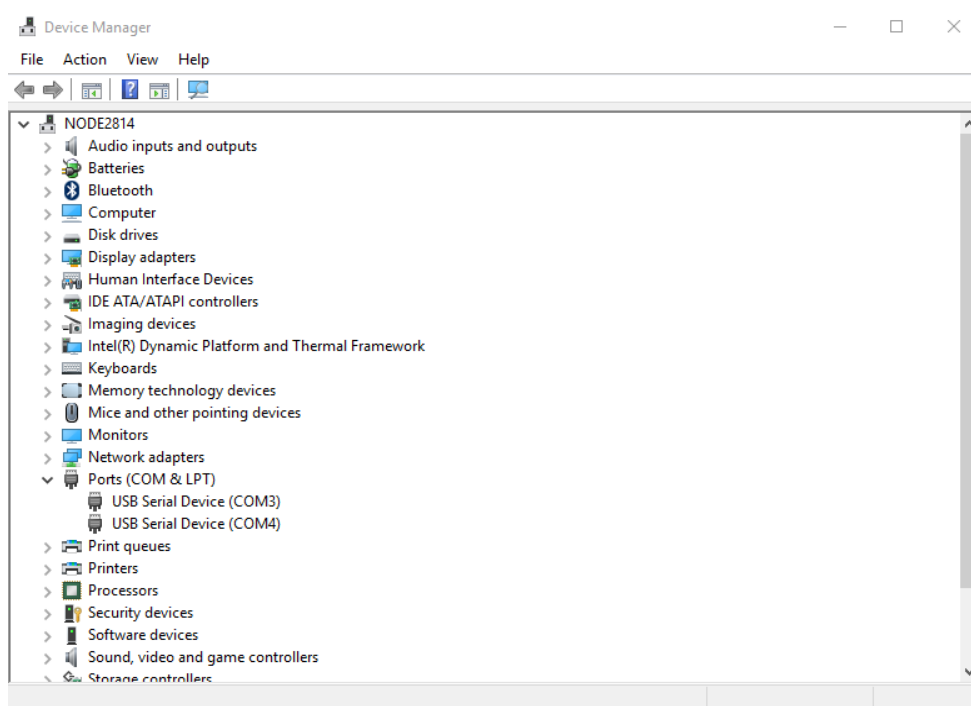 Device Manager
File Action View Help
NODE2814
Audio inputs and outputs
Batteries
Bluetooth
Computer
Disk drives
Display adapters
Human Interface Devices
IDE ATA/ATAPI controllers
Imaging devices
Intel(R) Dynamic Platform and Thermal Framework
Keyboards
Memory technology devices
Mice and other pointing devices
Monitors
Network adapters
Ports (COM & LPT)
USB Serial Device (COM3)
USB Serial Device (COM4)
Print queues
Printers
Processors
Security devices
Software devices
Sound, video and game controllers
Storage controllers